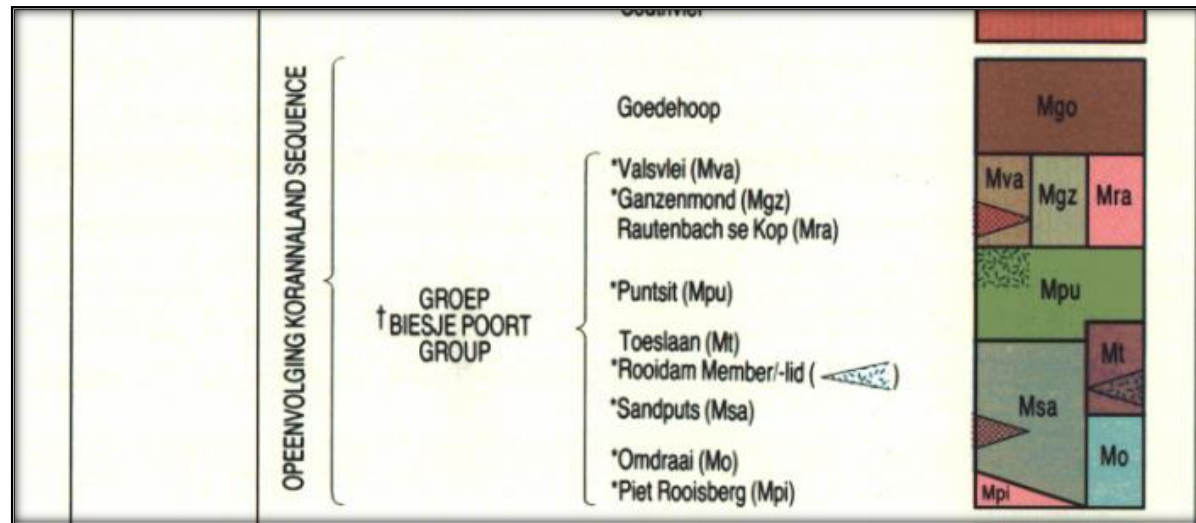 OPEENVOLGING KORANNALAND SEQUENCE
Goedehoop
GROEP
†BIESJE POORT
GROUP
*Valsvlei (Mva)
*Ganzenmond (Mgz)
Rautenbach se Kop (Mra)
*Puntsit (Mpu)
Toeslaan (Mt)
*Rooidam Member/-lid ( )
*Sandputs (Msa)
*Omdraai (Mo)
*Piet Rooisberg (Mpi)
Mgo
Mva
Mgz
Mra
Mpu
Mt
Msa
Mo
Mpi